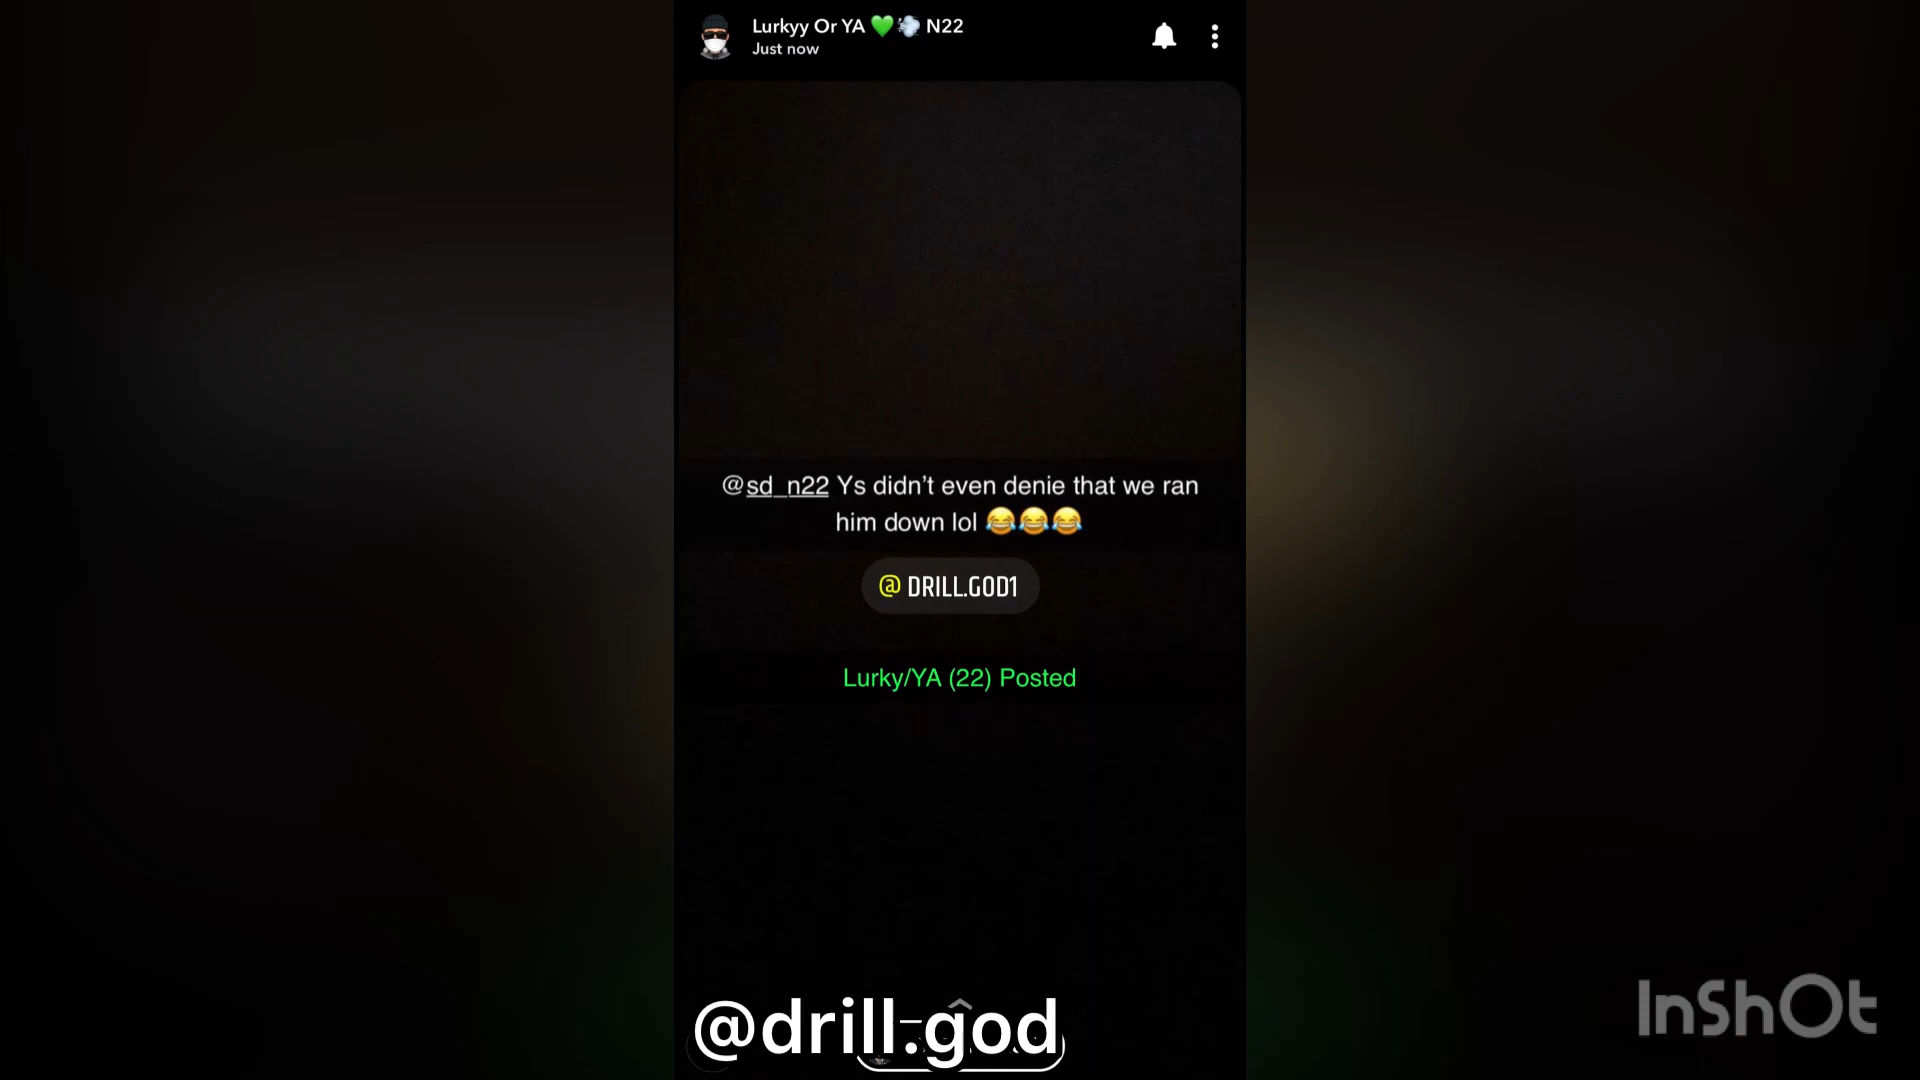 Lurkyy Or YA 💚💨 N22
Just now
@sd_n22 Ys didn't even denie that we ran
him down lol 😂😂😂
@ DRILL.GOD1
Lurky/YA (22) Posted
@drill.god
InShOt